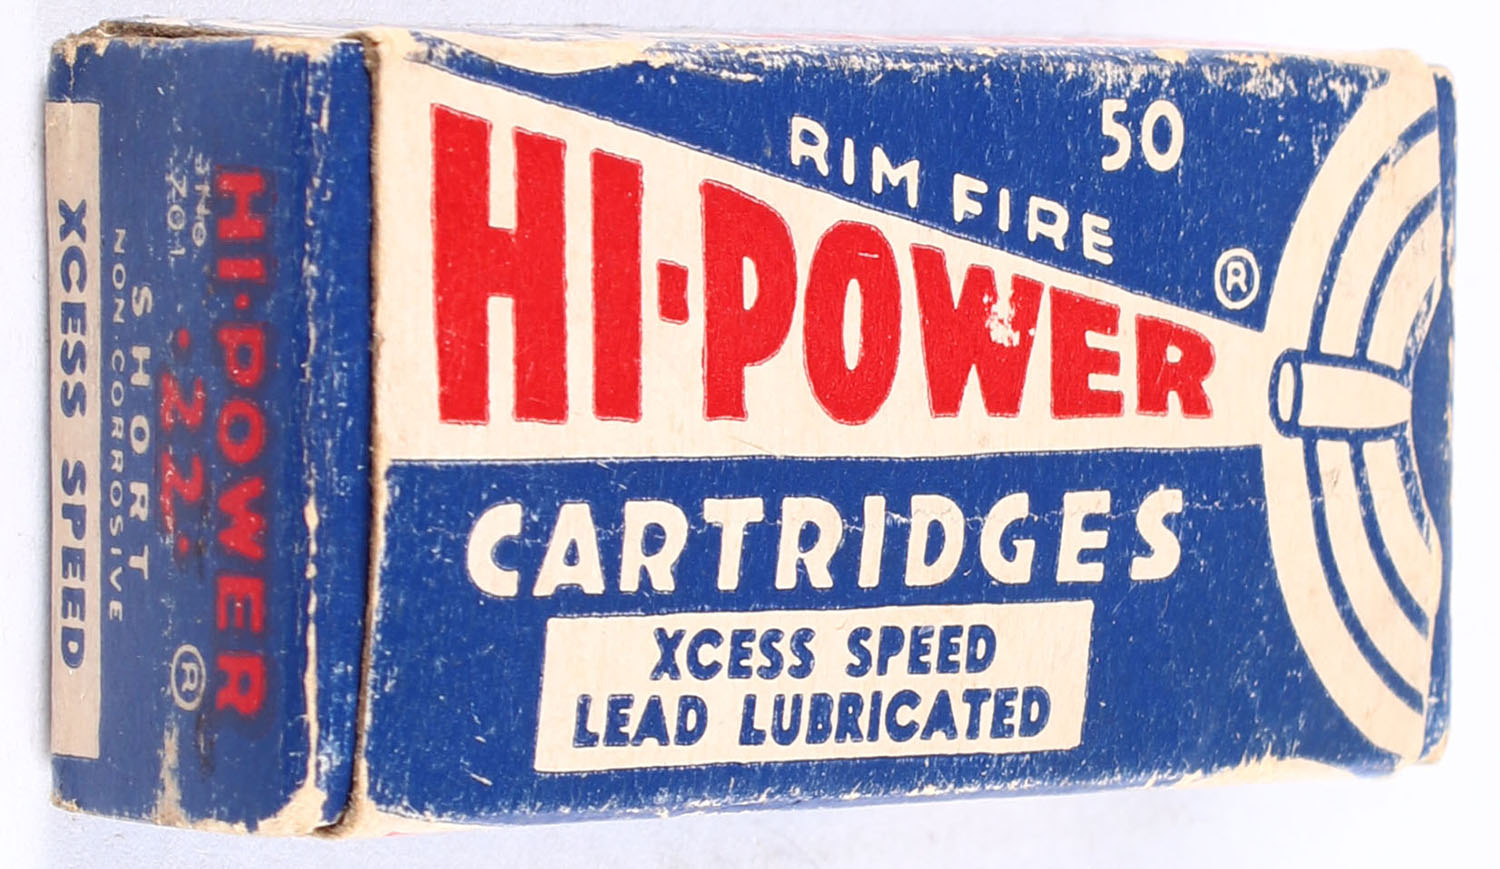 50
RIM FIRE
HI-POWER ®
CARTRIDGES
XCESS SPEED
LEAD LUBRICATED
HI-POWER ®
.22
SHORT
NON-CORROSIVE
XCESS SPEED